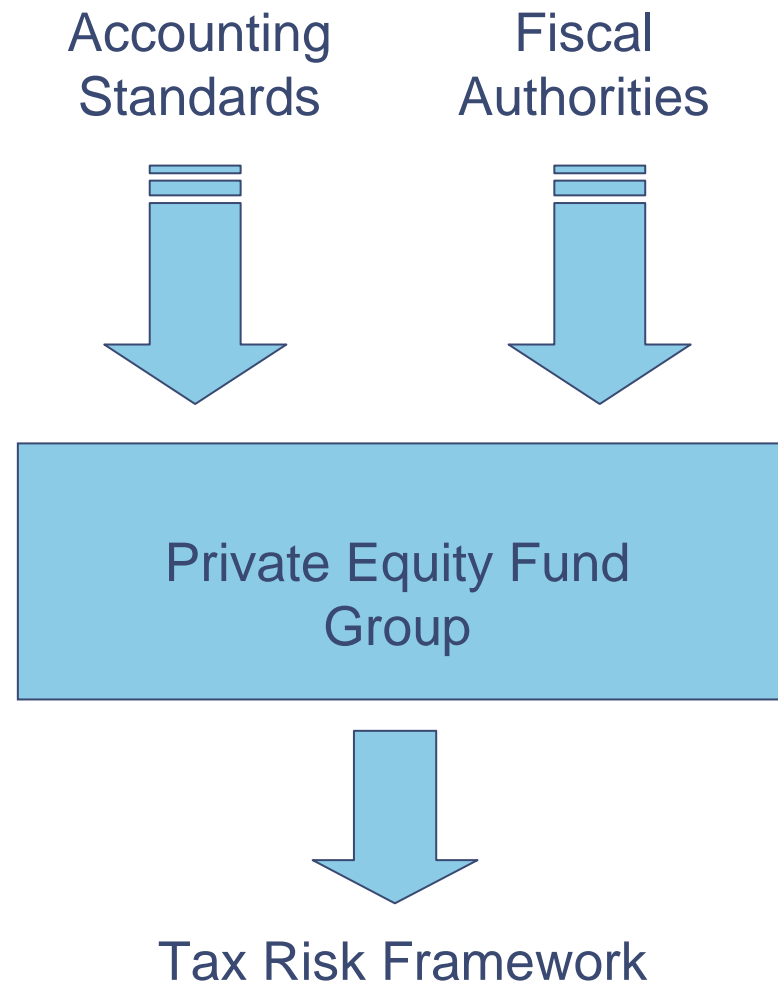 Accounting
Standards
Fiscal
Authorities
Private Equity Fund
Group
Tax Risk Framework